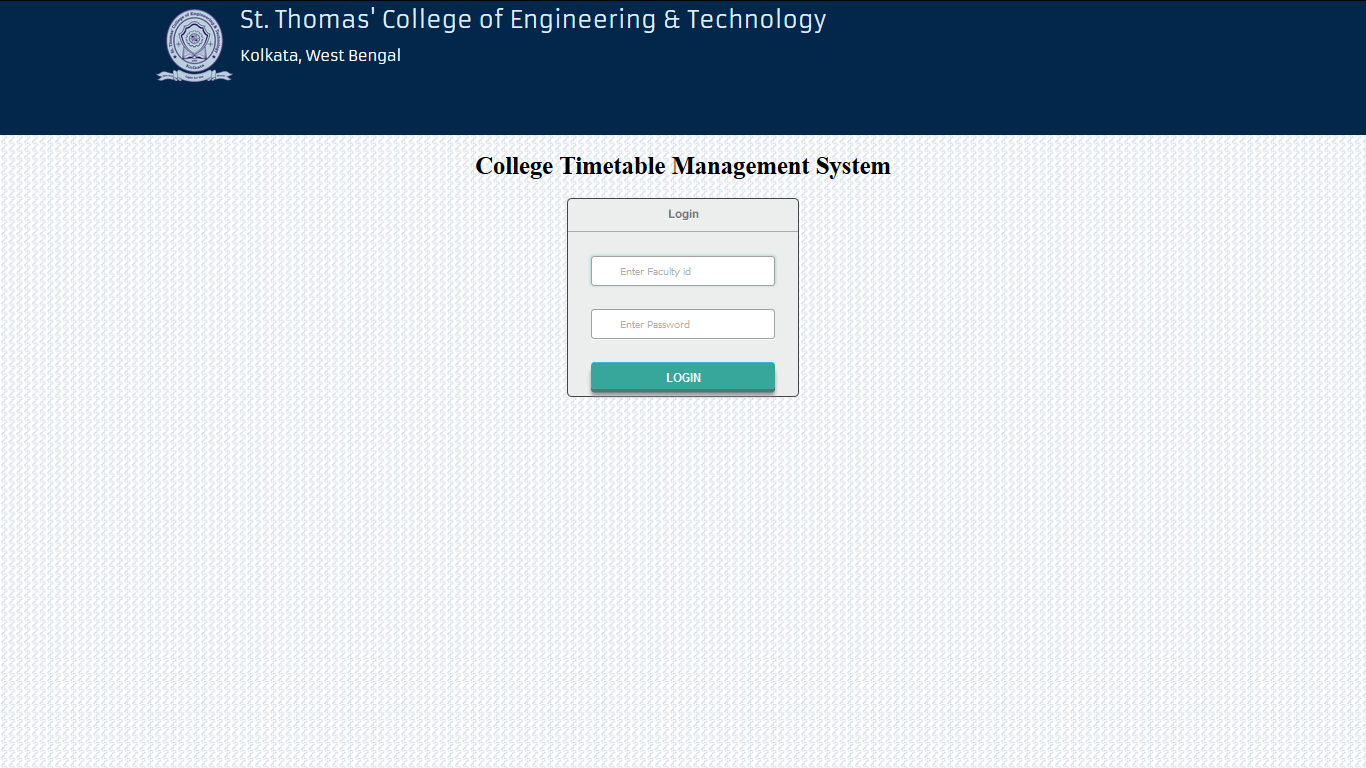 St. Thomas' College of Engineering & Technology
Kolkata, West Bengal
College Timetable Management System
Login
Enter Faculty id
Enter Password
LOGIN